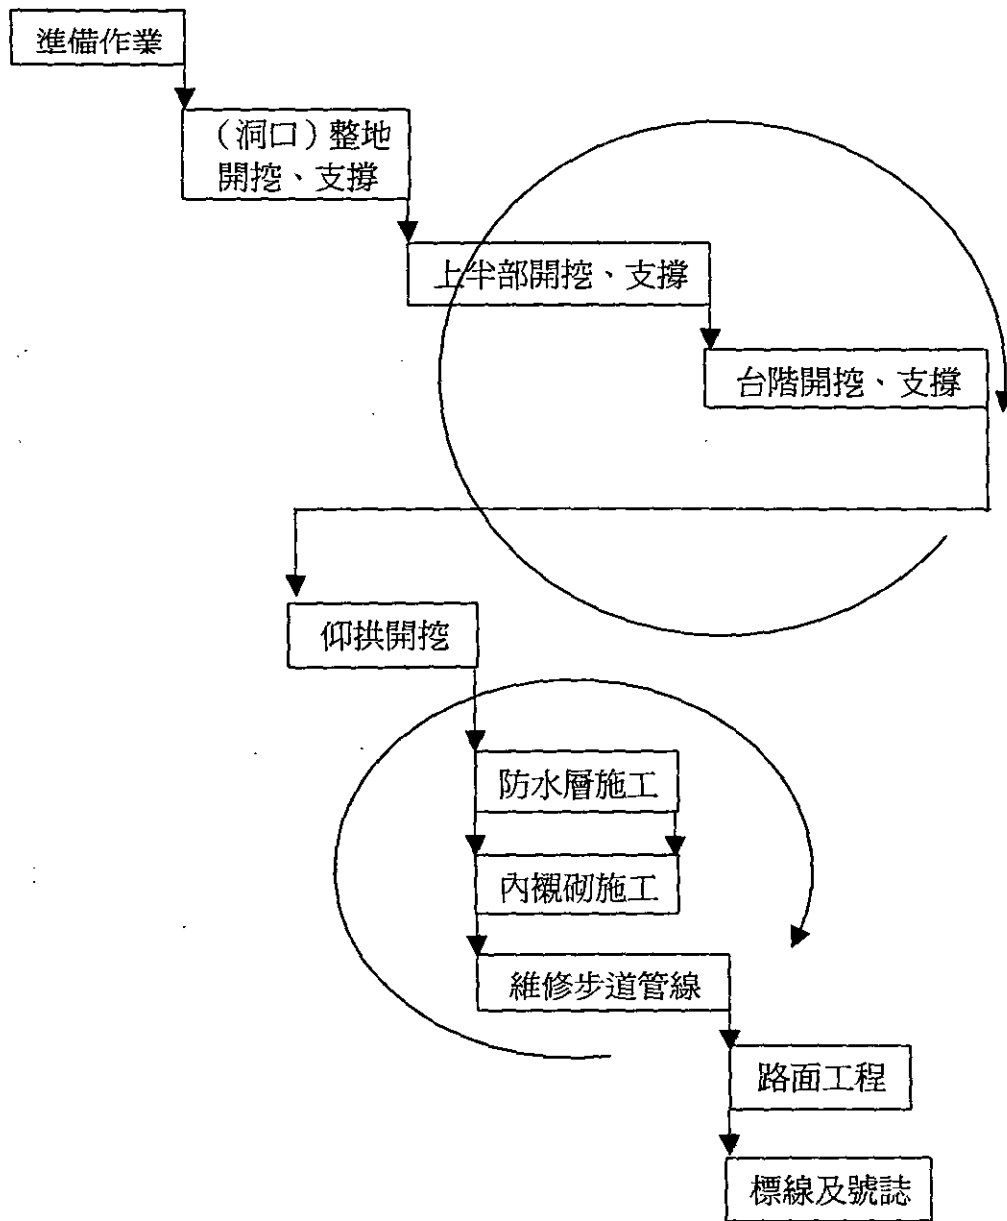 準備作業
（洞口）整地
開挖、支撐
上半部開挖、支撐
台階開挖、支撐
仰拱開挖
防水層施工
內襯砌施工
維修步道管線
路面工程
標線及號誌